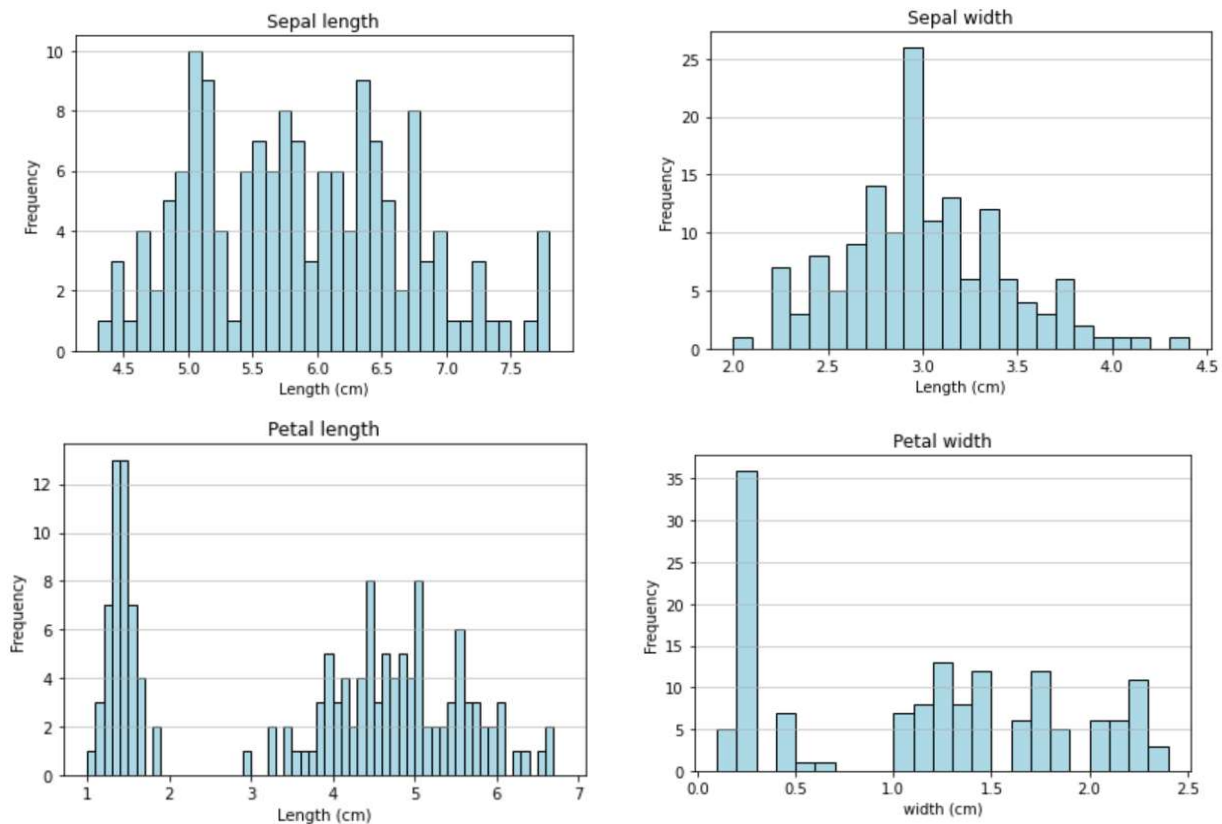 Sepal length
10
8
6
4
2
0
Frequency
4.5 5.0 5.5 6.0 6.5 7.0 7.5
Length (cm)
Sepal width
25
20
15
10
5
0
Frequency
2.0 2.5 3.0 3.5 4.0 4.5
Length (cm)
Petal length
12
10
8
6
4
2
0
Frequency
1 2 3 4 5 6 7
Length (cm)
Petal width
35
30
25
20
15
10
5
0
Frequency
0.0 0.5 1.0 1.5 2.0 2.5
width (cm)